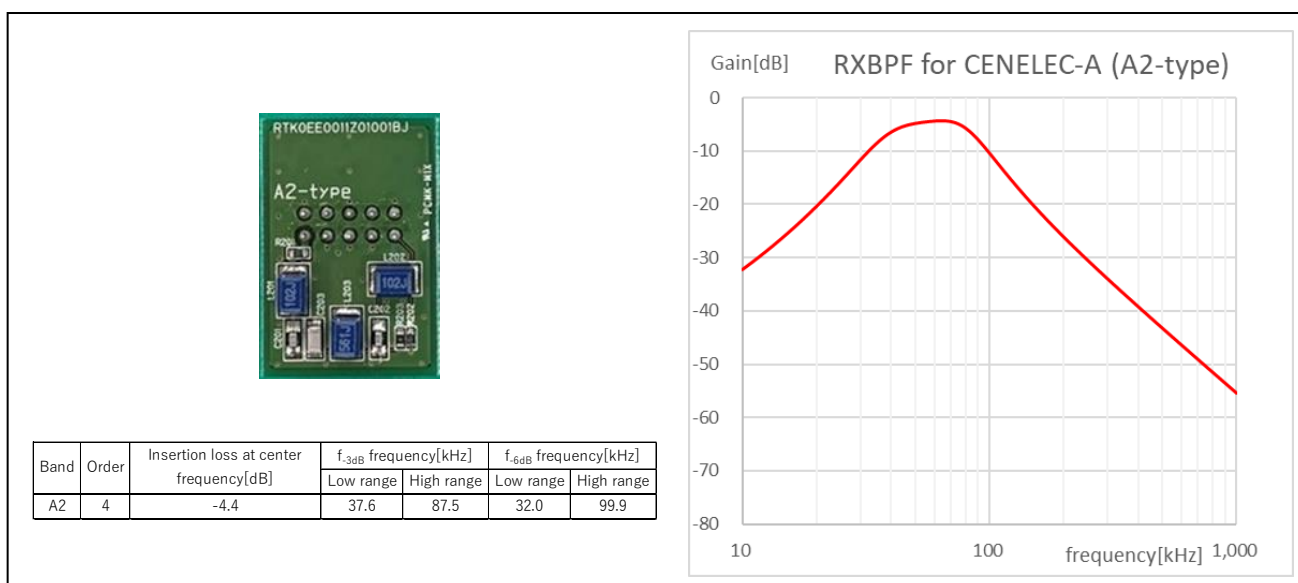 RTK0EE0011Z01001BJ
A2-type
PCMK-MIX
R201
L202
102J
L201
102J
C203
L203
561J
C202
R203
R202
C201
Band Order Insertion loss at center frequency[dB] f-3dB frequency[kHz] f-6dB frequency[kHz]
Low range High range Low range High range
A2 4 -4.4 37.6 87.5 32.0 99.9
Gain[dB] RXBPF for CENELEC-A (A2-type)
0
-10
-20
-30
-40
-50
-60
-70
-80
10 100 1,000
frequency[kHz]